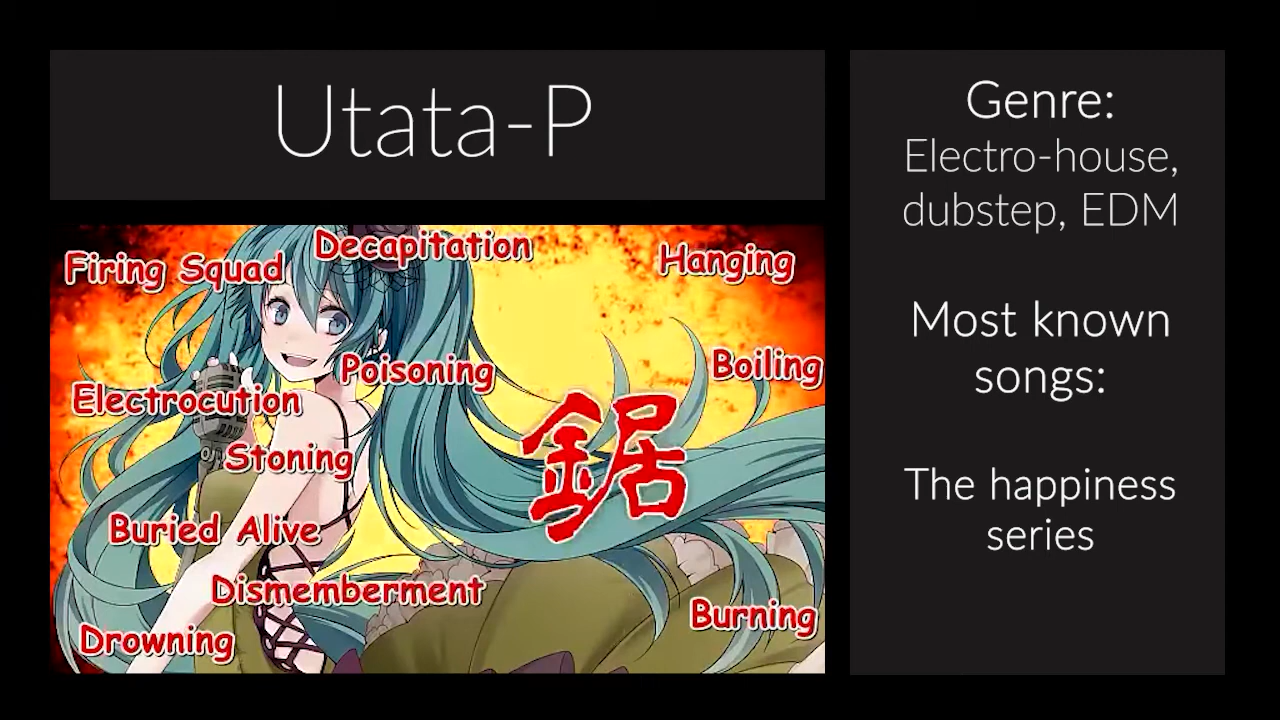 Utata-P
Genre:
Electro-house,
dubstep, EDM
Most known
songs:
The happiness
series
Firing Squad
Decapitation
Hanging
Poisoning
Boiling
Electrocution
Stoning
鋸
Buried Alive
Dismemberment
Burning
Drowning